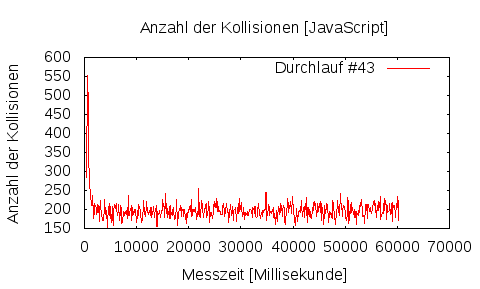 Anzahl der Kollisionen [JavaScript]
Durchlauf #43
Anzahl der Kollisionen
600
550
500
450
400
350
300
250
200
150
0 10000 20000 30000 40000 50000 60000 70000
Messzeit [Millisekunde]